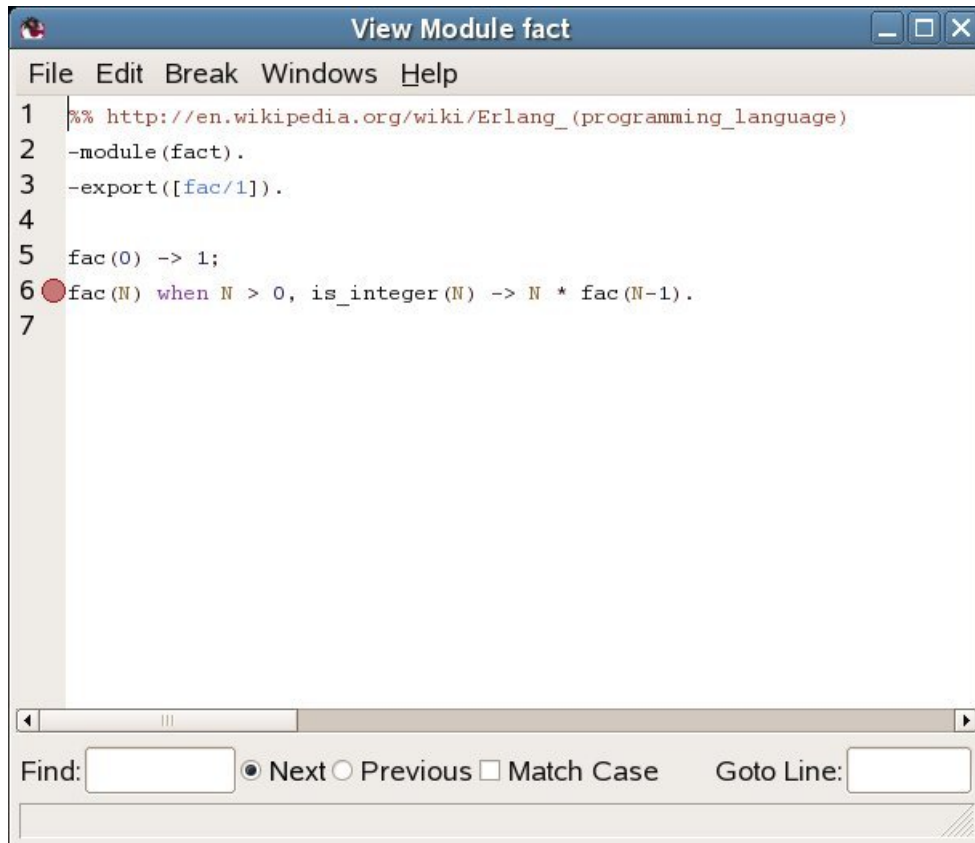 View Module fact
File Edit Break Windows Help
1 %% http://en.wikipedia.org/wiki/Erlang_(programming_language)
2 -module(fact).
3 -export([fac/1]).
4
5 fac(0) -> 1;
6 fac(N) when N > 0, is_integer(N) -> N * fac(N-1).
7
Find: Next Previous Match Case Goto Line: